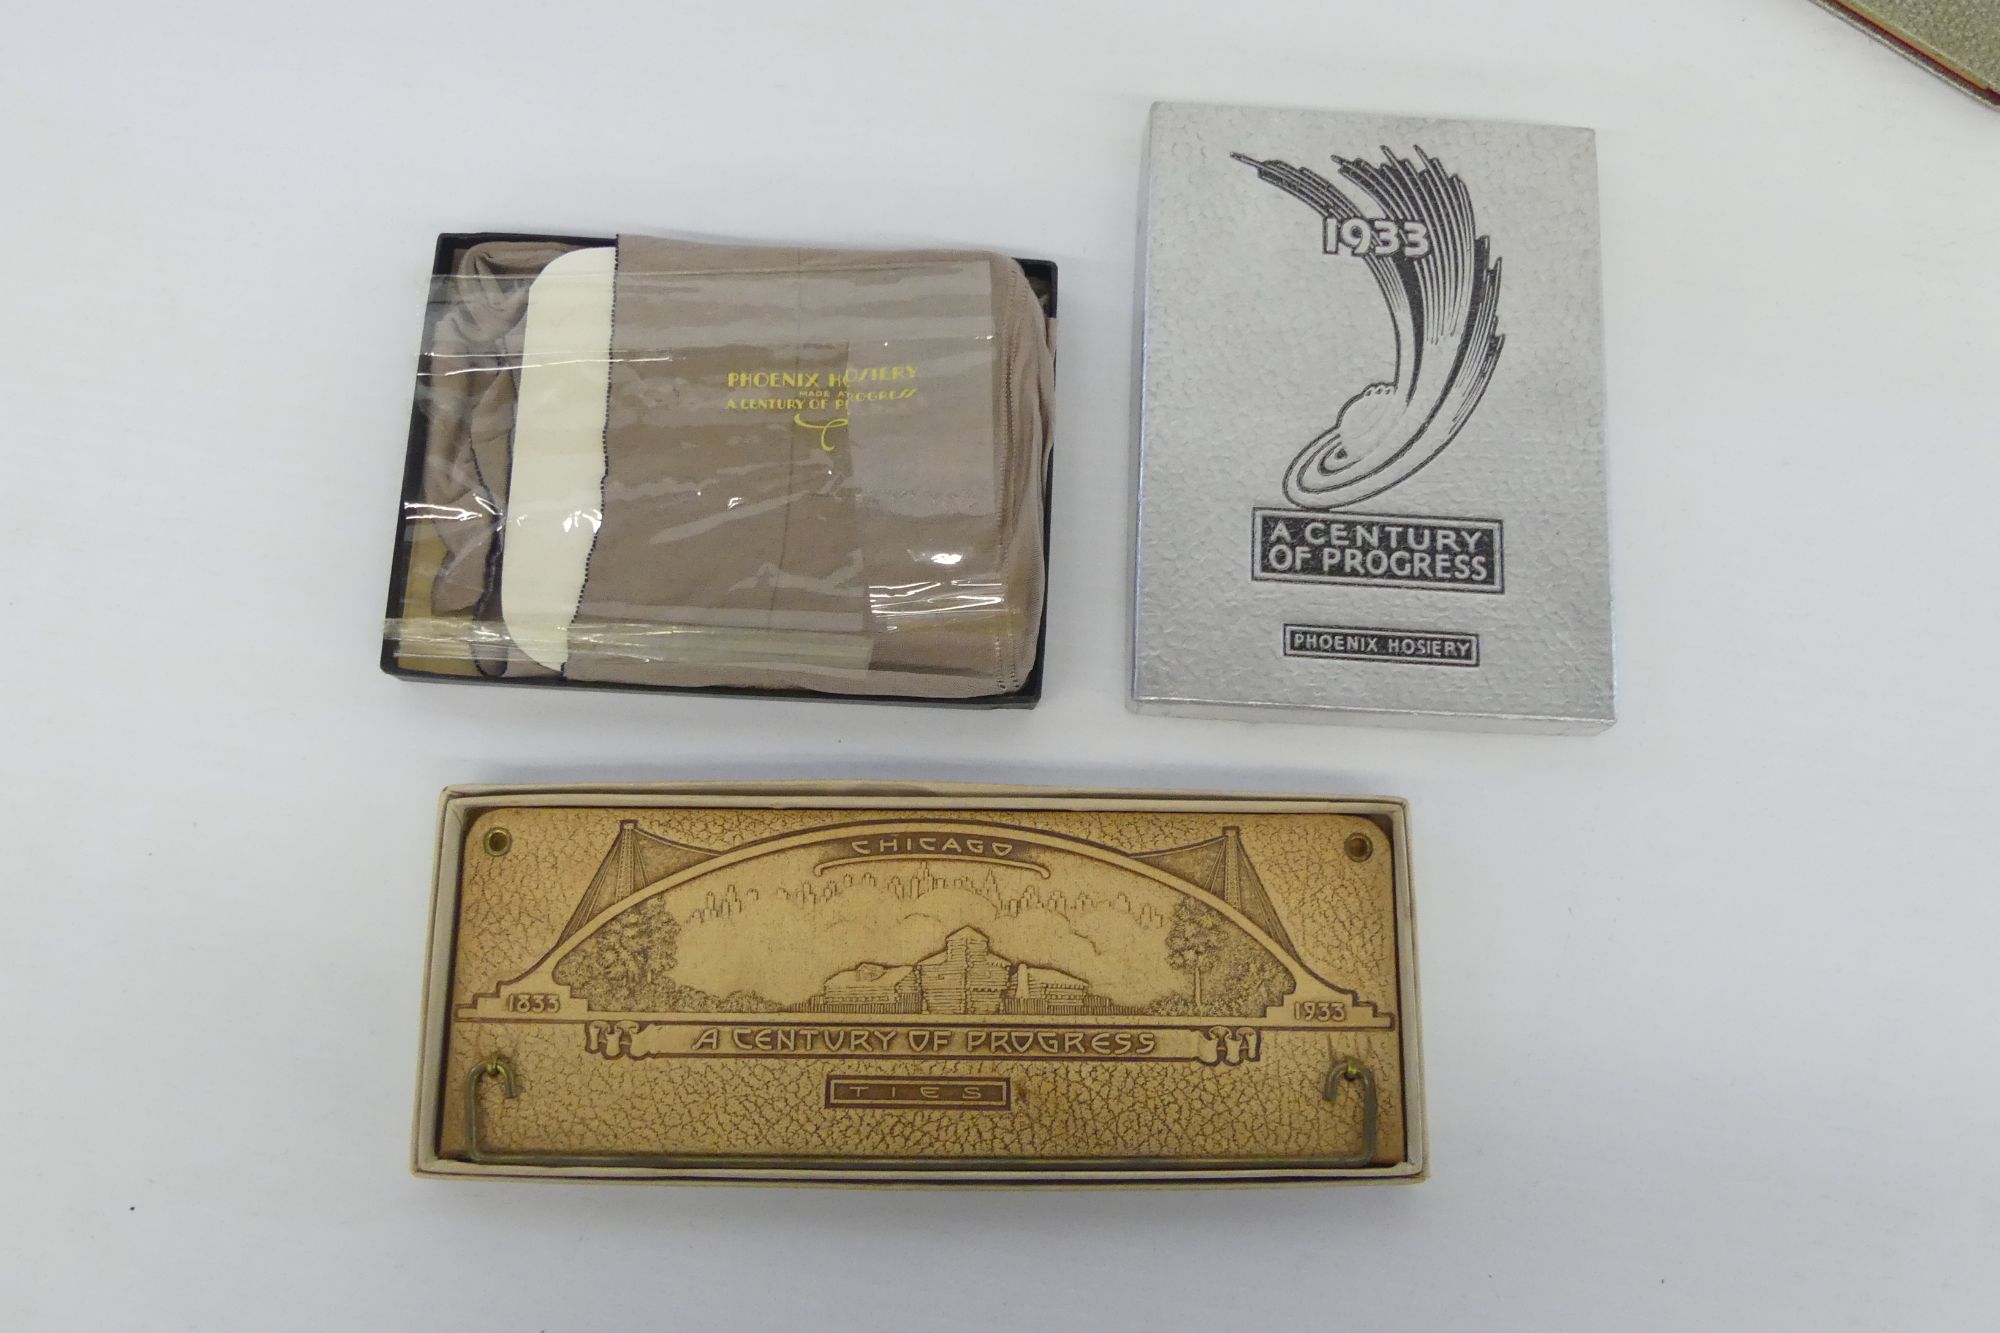 PHOENIX HOSIERY
MADE AT
A CENTURY OF PROGRESS
1933
A CENTURY
OF PROGRESS
PHOENIX HOSIERY
CHICAGO
1833
1933
A CENTURY OF PROGRESS
TIES